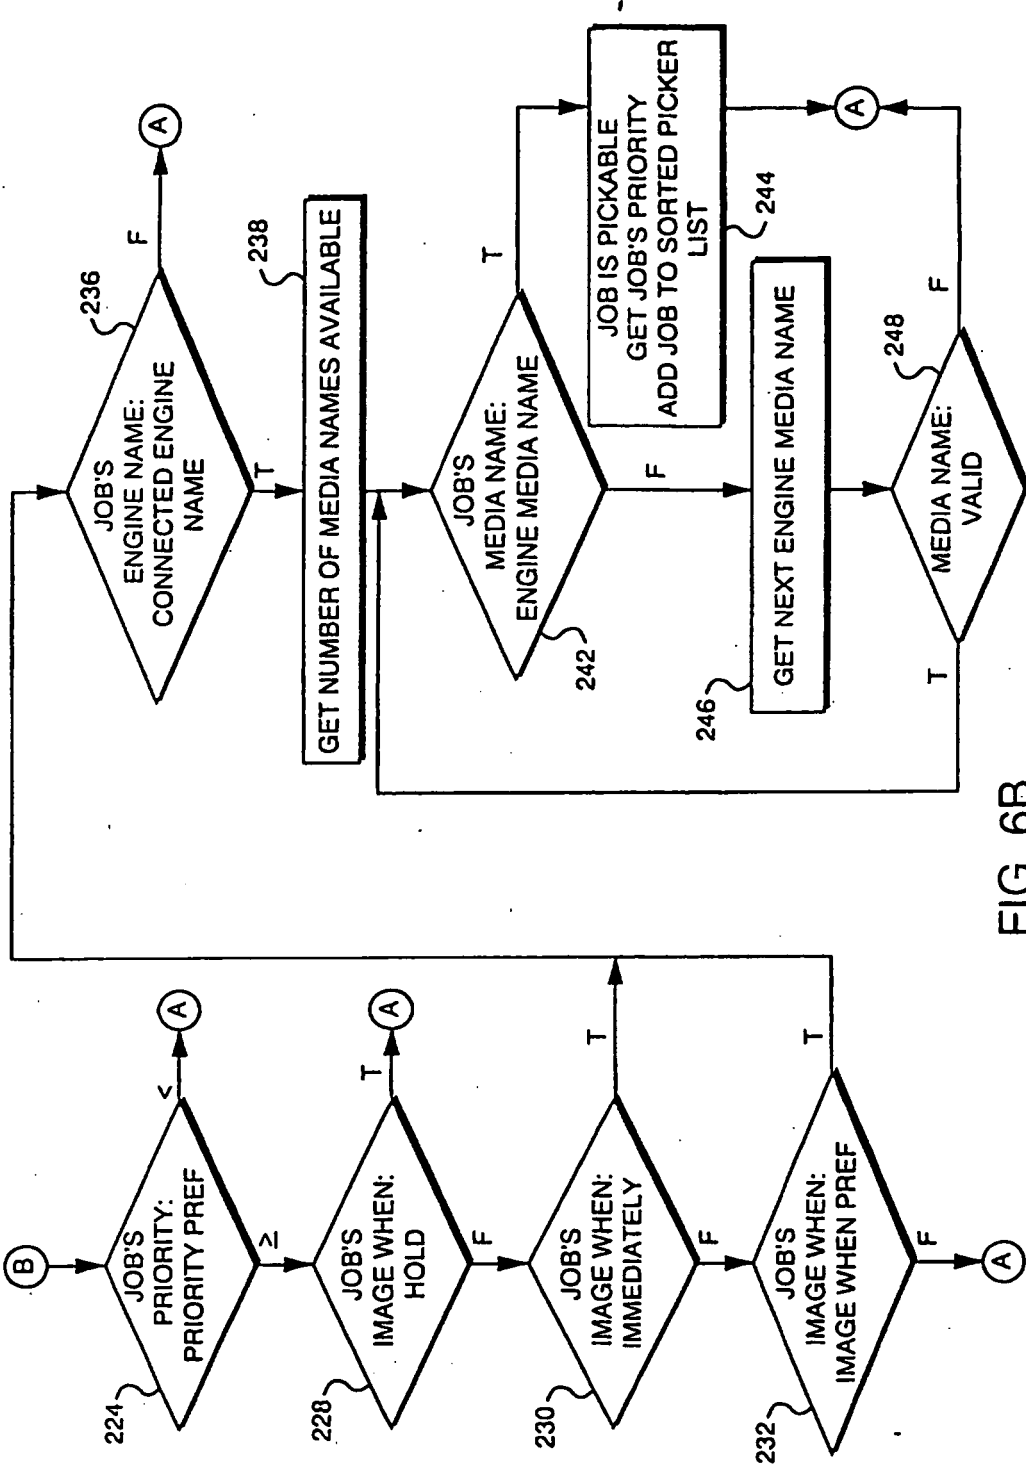 B
JOB'S
PRIORITY:
PRIORITY PREF
224
<
A
≥
JOB'S
IMAGE WHEN:
HOLD
228
T
A
F
JOB'S
IMAGE WHEN:
IMMEDIATELY
230
T
F
JOB'S
IMAGE WHEN:
IMAGE WHEN PREF
232
T
F
A
JOB'S
ENGINE NAME:
CONNECTED ENGINE
NAME
236
F
A
T
GET NUMBER OF MEDIA NAMES AVAILABLE
238
JOB'S
MEDIA NAME:
ENGINE MEDIA NAME
242
T
JOB IS PICKABLE
GET JOB'S PRIORITY
ADD JOB TO SORTED PICKER
LIST
244
A
F
GET NEXT ENGINE MEDIA NAME
246
MEDIA NAME:
VALID
248
F
T
FIG. 6B